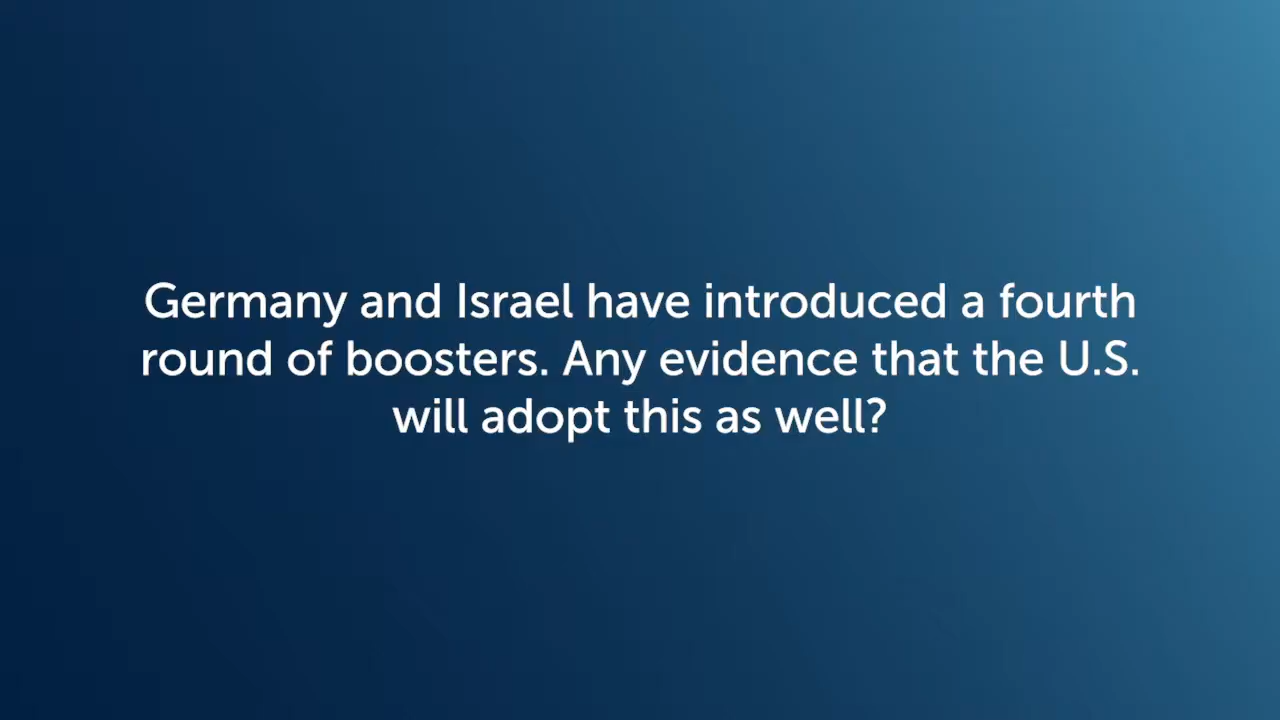 Germany and Israel have introduced a fourth
round of boosters. Any evidence that the U.S.
will adopt this as well?